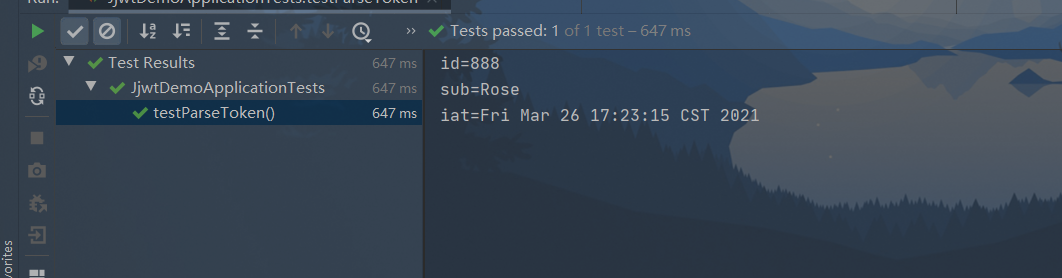 Run: JjwtDemoApplicationTests.testParseToken
Tests passed: 1 of 1 test – 647 ms
Test Results 647 ms
JjwtDemoApplicationTests 647 ms
testParseToken() 647 ms
id=888
sub=Rose
iat=Fri Mar 26 17:23:15 CST 2021
vorites